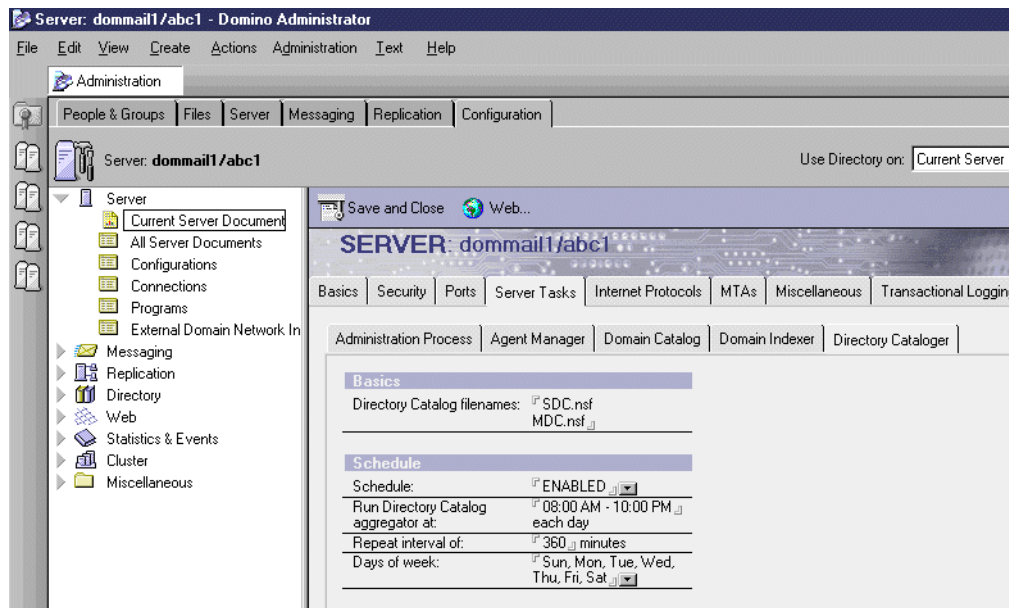 Server: dommail1/abc1 - Domino Administrator
File Edit View Create Actions Administration Text Help
Administration
People & Groups Files Server Messaging Replication Configuration
Server: dommail1/abc1 Use Directory on: Current Server
Server
Current Server Document
All Server Documents
Configurations
Connections
Programs
External Domain Network In
Messaging
Replication
Directory
Web
Statistics & Events
Cluster
Miscellaneous
Save and Close Web...
SERVER: dommail1/abc1
Basics Security Ports Server Tasks Internet Protocols MTAs Miscellaneous Transactional Loggin
Administration Process Agent Manager Domain Catalog Domain Indexer Directory Cataloger
Basics
Directory Catalog filenames: SDC.nsf
MDC.nsf
Schedule
Schedule: ENABLED
Run Directory Catalog 08:00 AM - 10:00 PM
aggregator at: each day
Repeat interval of: 360 minutes
Days of week: Sun, Mon, Tue, Wed,
Thu, Fri, Sat